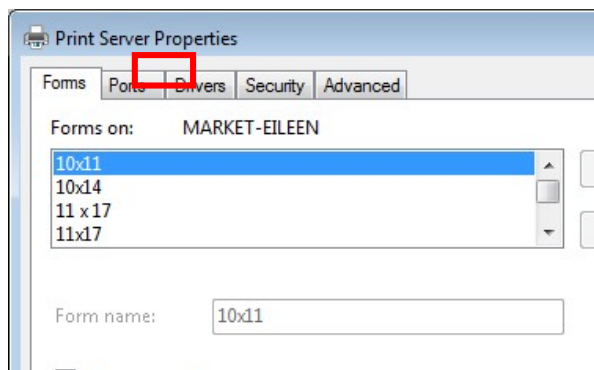 Print Server Properties
Forms Ports Drivers Security Advanced
Forms on: MARKET-EILEEN
10x11
10x14
11 x 17
11x17
Form name: 10x11